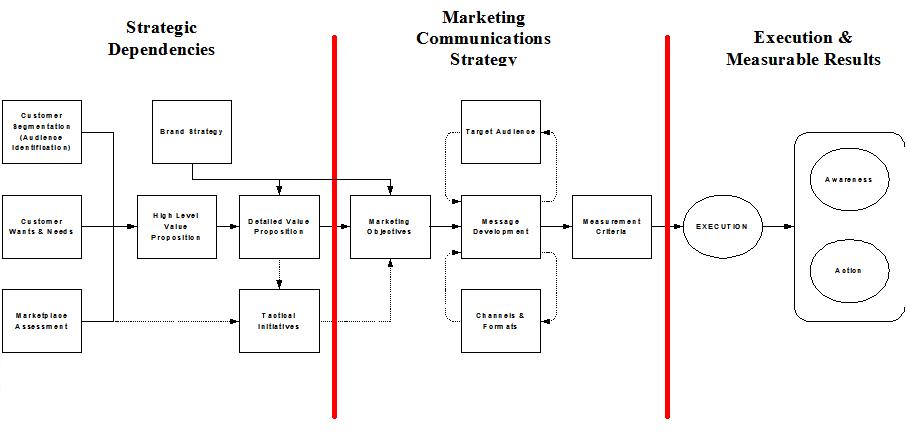 Strategic
Dependencies
Marketing
Communications
Strategy
Execution &
Measurable Results
Customer
Segmentation
(Audience
Identification)
Brand Strategy
Target Audience
Customer
Wants & Needs
High Level
Value
Proposition
Detailed Value
Proposition
Marketing
Objectives
Message
Development
Measurement
Criteria
EXECUTION
Awareness
Action
Marketplace
Assessment
Tactical
Initiatives
Channels &
Formats